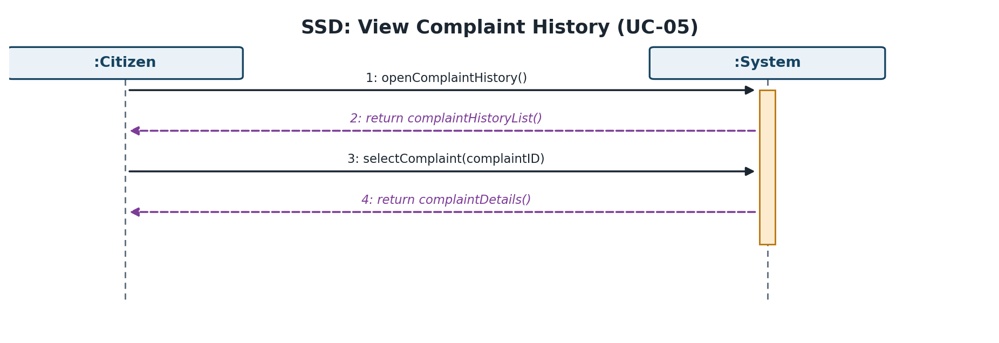 SSD: View Complaint History (UC-05)
:Citizen
:System
1: openComplaintHistory()
2: return complaintHistoryList()
3: selectComplaint(complaintID)
4: return complaintDetails()